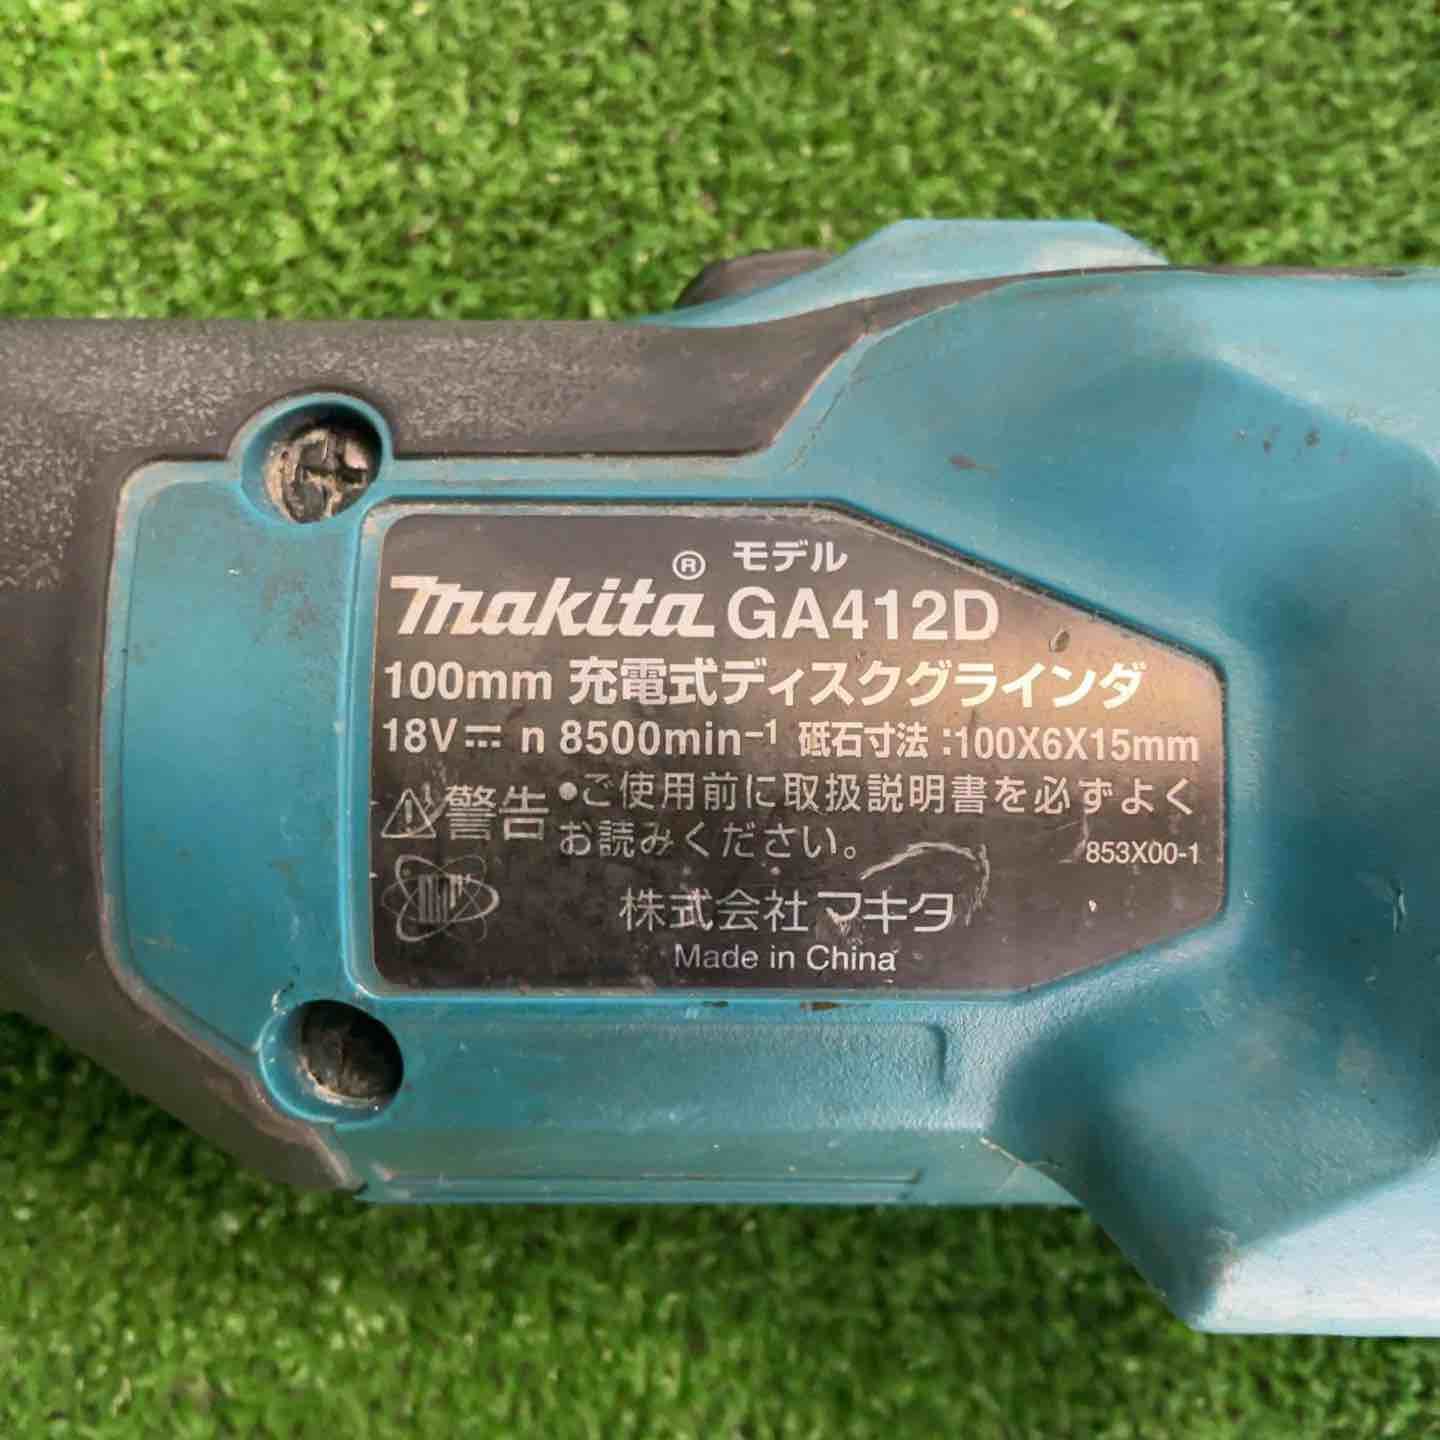 モデル
makita® GA412D
100mm 充電式ディスクグラインダ
18V⎓ n 8500min⁻¹ 砥石寸法:100X6X15mm
⚠警告 ●ご使用前に取扱説明書を必ずよく
お読みください。
853X00-1
株式会社マキタ
Made in China